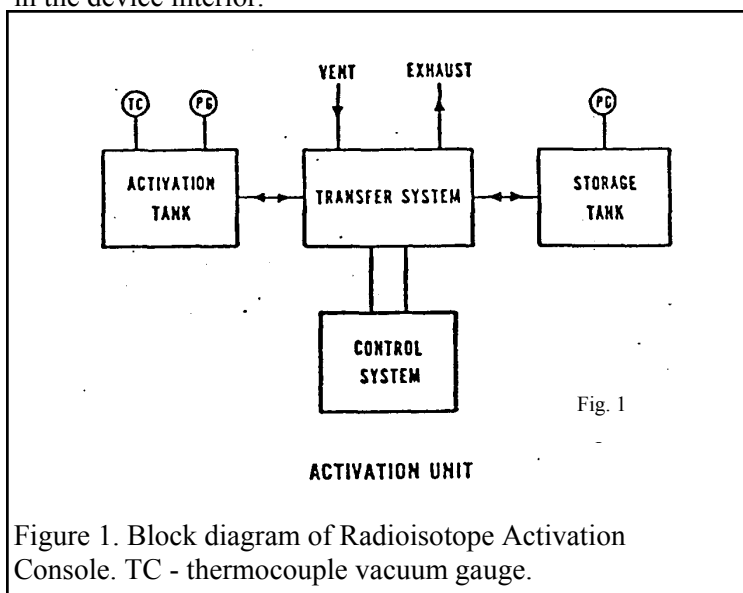 in the device interior.
VENT EXHAUST
TC PG PG
ACTIVATION
TANK
TRANSFER SYSTEM
STORAGE
TANK
CONTROL
SYSTEM
Fig. 1
ACTIVATION UNIT
Figure 1. Block diagram of Radioisotope Activation
Console. TC - thermocouple vacuum gauge.